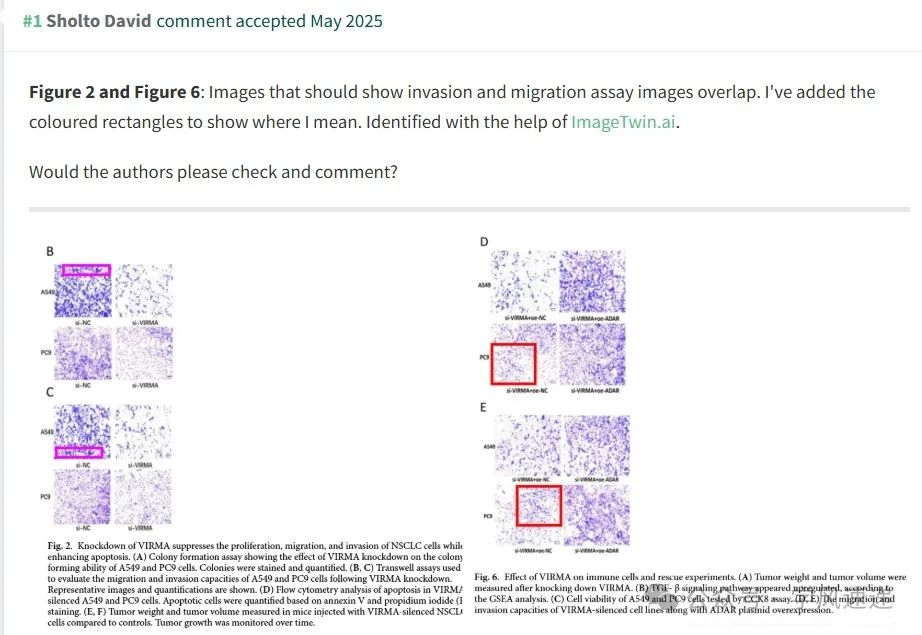 #1 Sholto David comment accepted May 2025
Figure 2 and Figure 6: Images that should show invasion and migration assay images overlap. I've added the
coloured rectangles to show where I mean. Identified with the help of ImageTwin.ai.
Would the authors please check and comment?
B
A549
si-NC si-VIRMA
PC9
si-NC si-VIRMA
C
A549
si-NC si-VIRMA
PC9
si-NC si-VIRMA
Fig. 2. Knockdown of VIRMA suppresses the proliferation, migration, and invasion of NSCLC cells while
enhancing apoptosis. (A) Colony formation assay showing the effect of VIRMA knockdown on the colony
forming ability of A549 and PC9 cells. Colonies were stained and quantified. (B, C) Transwell assays used
to evaluate the migration and invasion capacities of A549 and PC9 cells following VIRMA knockdown.
Representative images and quantifications are shown. (D) Flow cytometry analysis of apoptosis in VIRMA
silenced A549 and PC9 cells. Apoptotic cells were quantified based on annexin V and propidium iodide (
staining. (E, F) Tumor weight and tumor volume measured in mice injected with VIRMA-silenced NSCLC
cells compared to controls. Tumor growth was monitored over time.
D
A549
si-VIRMA+oe-NC si-VIRMA+oe-ADAR
PC9
si-VIRMA+oe-NC si-VIRMA+oe-ADAR
E
A549
si-VIRMA+oe-NC si-VIRMA+oe-ADAR
PC9
si-VIRMA+oe-NC si-VIRMA+oe-ADAR
Fig. 6. Effect of VIRMA on immune cells and rescue experiments. (A) Tumor weight and tumor volume were
measured after knocking down VIRMA. (B) TGF- β signaling pathway appeared upregulated, according to
the GSEA analysis. (C) Cell viability of A549 and PC9 cells tested by CCK8 assay. (D, E) The migration and
invasion capacities of VIRMA-silenced cell lines along with ADAR plasmid overexpression.